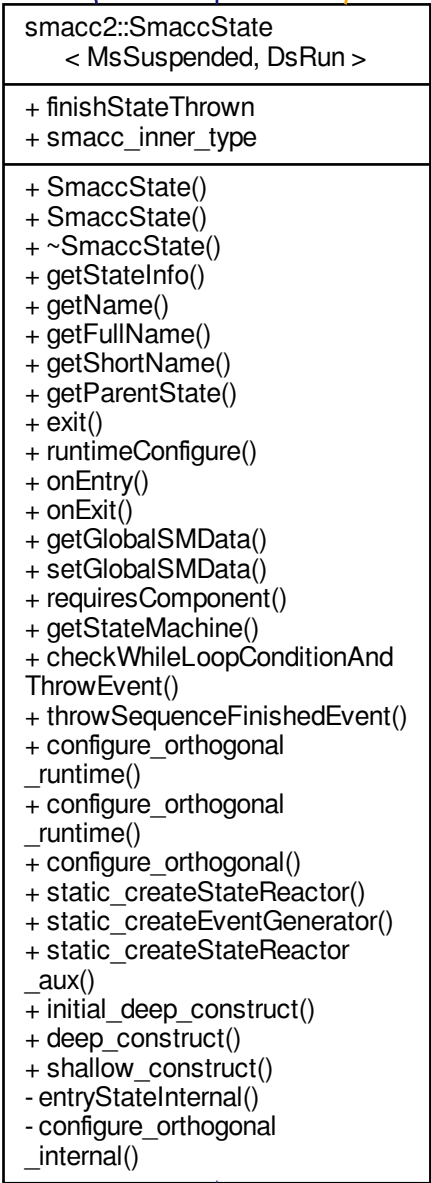 smacc2::SmaccState
< MsSuspended, DsRun >
+ finishStateThrown
+ smacc_inner_type
+ SmaccState()
+ SmaccState()
+ ~SmaccState()
+ getStateInfo()
+ getName()
+ getFullName()
+ getShortName()
+ getParentState()
+ exit()
+ runtimeConfigure()
+ onEntry()
+ onExit()
+ getGlobalSMData()
+ setGlobalSMData()
+ requiresComponent()
+ getStateMachine()
+ checkWhileLoopConditionAnd
ThrowEvent()
+ throwSequenceFinishedEvent()
+ configure_orthogonal
_runtime()
+ configure_orthogonal
_runtime()
+ configure_orthogonal()
+ static_createStateReactor()
+ static_createEventGenerator()
+ static_createStateReactor
_aux()
+ initial_deep_construct()
+ deep_construct()
+ shallow_construct()
- entryStateInternal()
- configure_orthogonal
_internal()